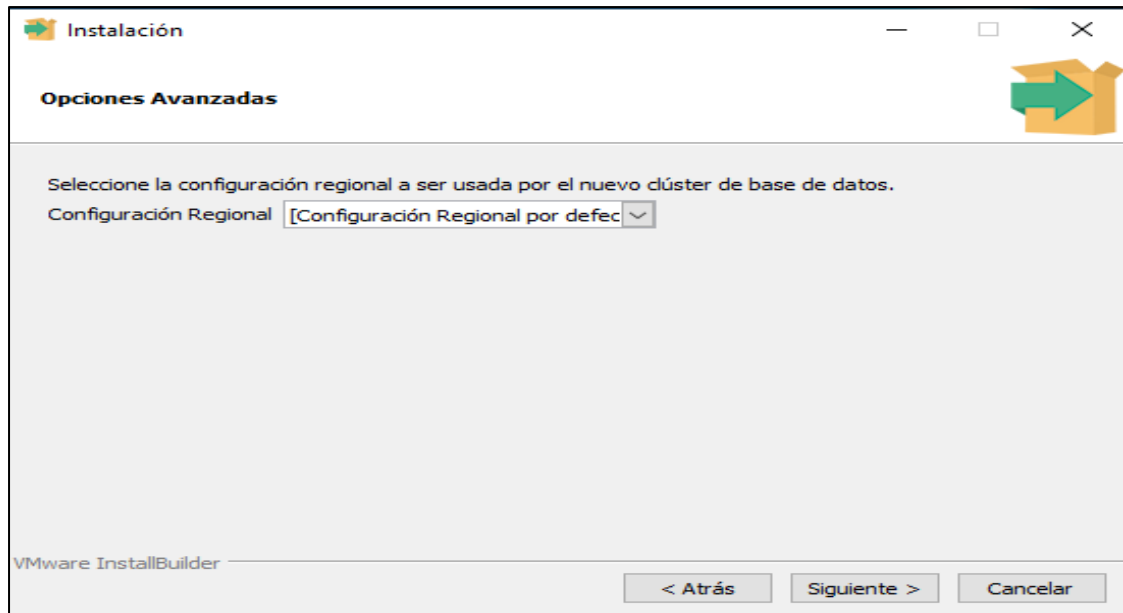 Instalación
Opciones Avanzadas
Seleccione la configuración regional a ser usada por el nuevo clúster de base de datos.
Configuración Regional [Configuración Regional por defec
VMware InstallBuilder
< Atrás Siguiente > Cancelar